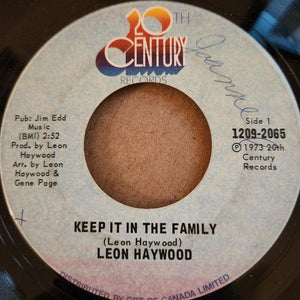 20TH
CENTURY
RECORDS
Joanne
Pub: Jim Edd
Music
(BMI) 2:52
Prod. by Leon
Haywood
Arr. by Leon
Haywood &
Gene Page
Side 1
1209-2065
Ⓟ 1973 20th
Century
Records
KEEP IT IN THE FAMILY
(Leon Haywood)
LEON HAYWOOD
DISTRIBUTED BY GRT OF CANADA LIMITED